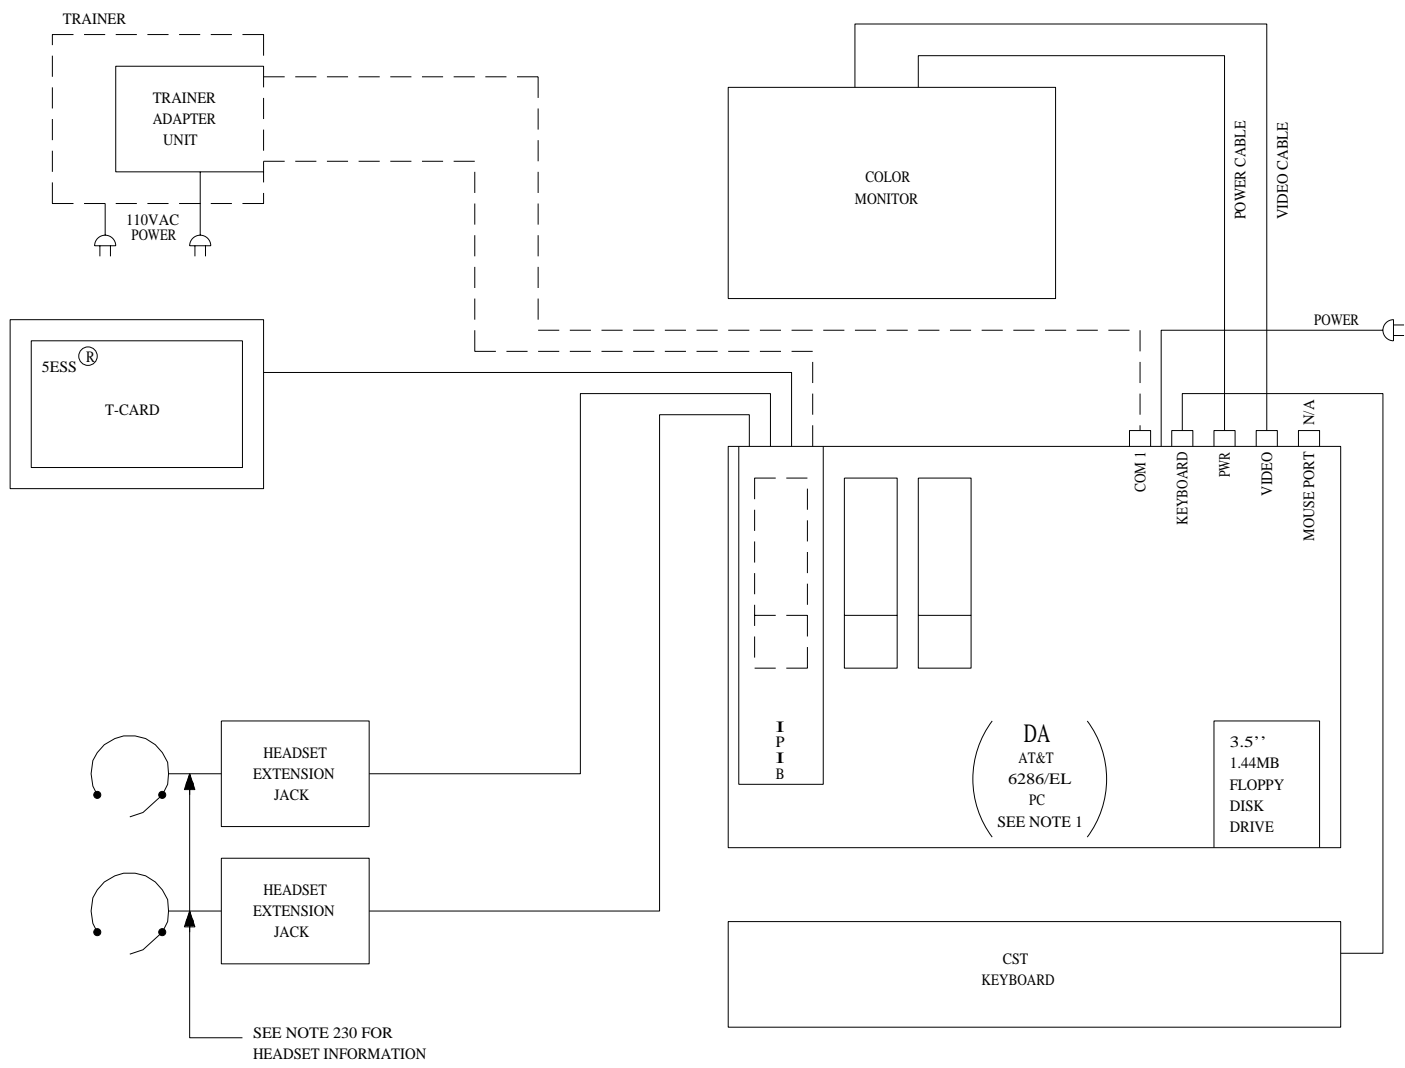 TRAINER
TRAINER
ADAPTER
UNIT
110VAC
POWER
COLOR
MONITOR
POWER CABLE
VIDEO CABLE
POWER
5ESS ®
T-CARD
COM 1
KEYBOARD
PWR
VIDEO
MOUSE PORT N/A
I
P
I
B
DA
AT&T
6286/EL
PC
SEE NOTE 1
3.5’’
1.44MB
FLOPPY
DISK
DRIVE
HEADSET
EXTENSION
JACK
HEADSET
EXTENSION
JACK
CST
KEYBOARD
SEE NOTE 230 FOR
HEADSET INFORMATION